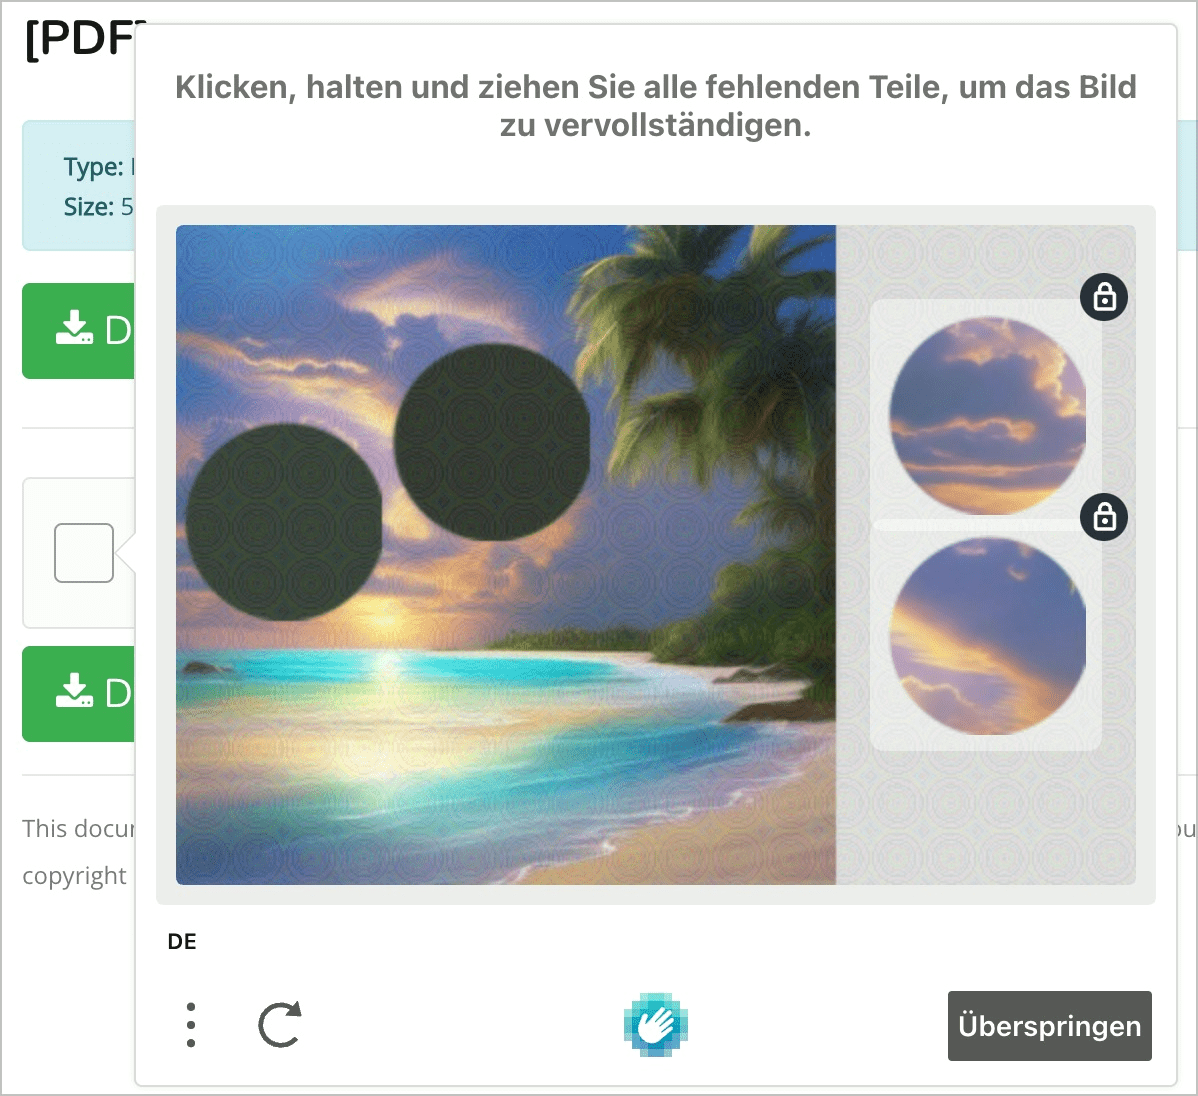 [PDF]
Klicken, halten und ziehen Sie alle fehlenden Teile, um das Bild
zu vervollständigen.
Type:
Size: 5
D
D
This docu
copyright
DE
Überspringen